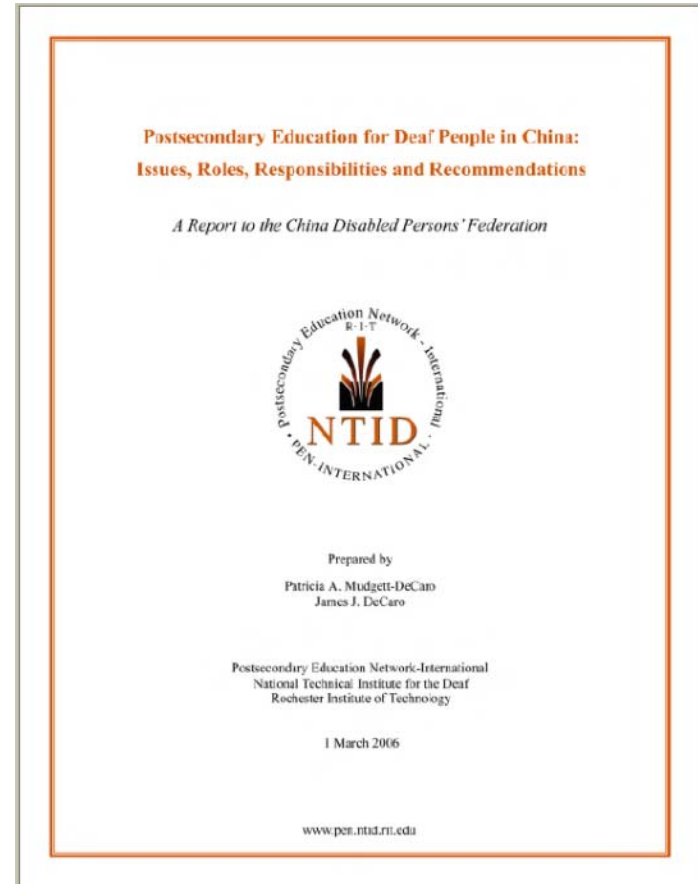 Postsecondary Education for Deaf People in China:
Issues, Roles, Responsibilities and Recommendations
A Report to the China Disabled Persons' Federation
Postsecondary Education Network - International
R·I·T
NTID
• PEN-INTERNATIONAL •
Prepared by
Patricia A. Mudgett-DeCaro
James J. DeCaro
Postsecondary Education Network-International
National Technical Institute for the Deaf
Rochester Institute of Technology
1 March 2006
www.pen.ntid.rit.edu